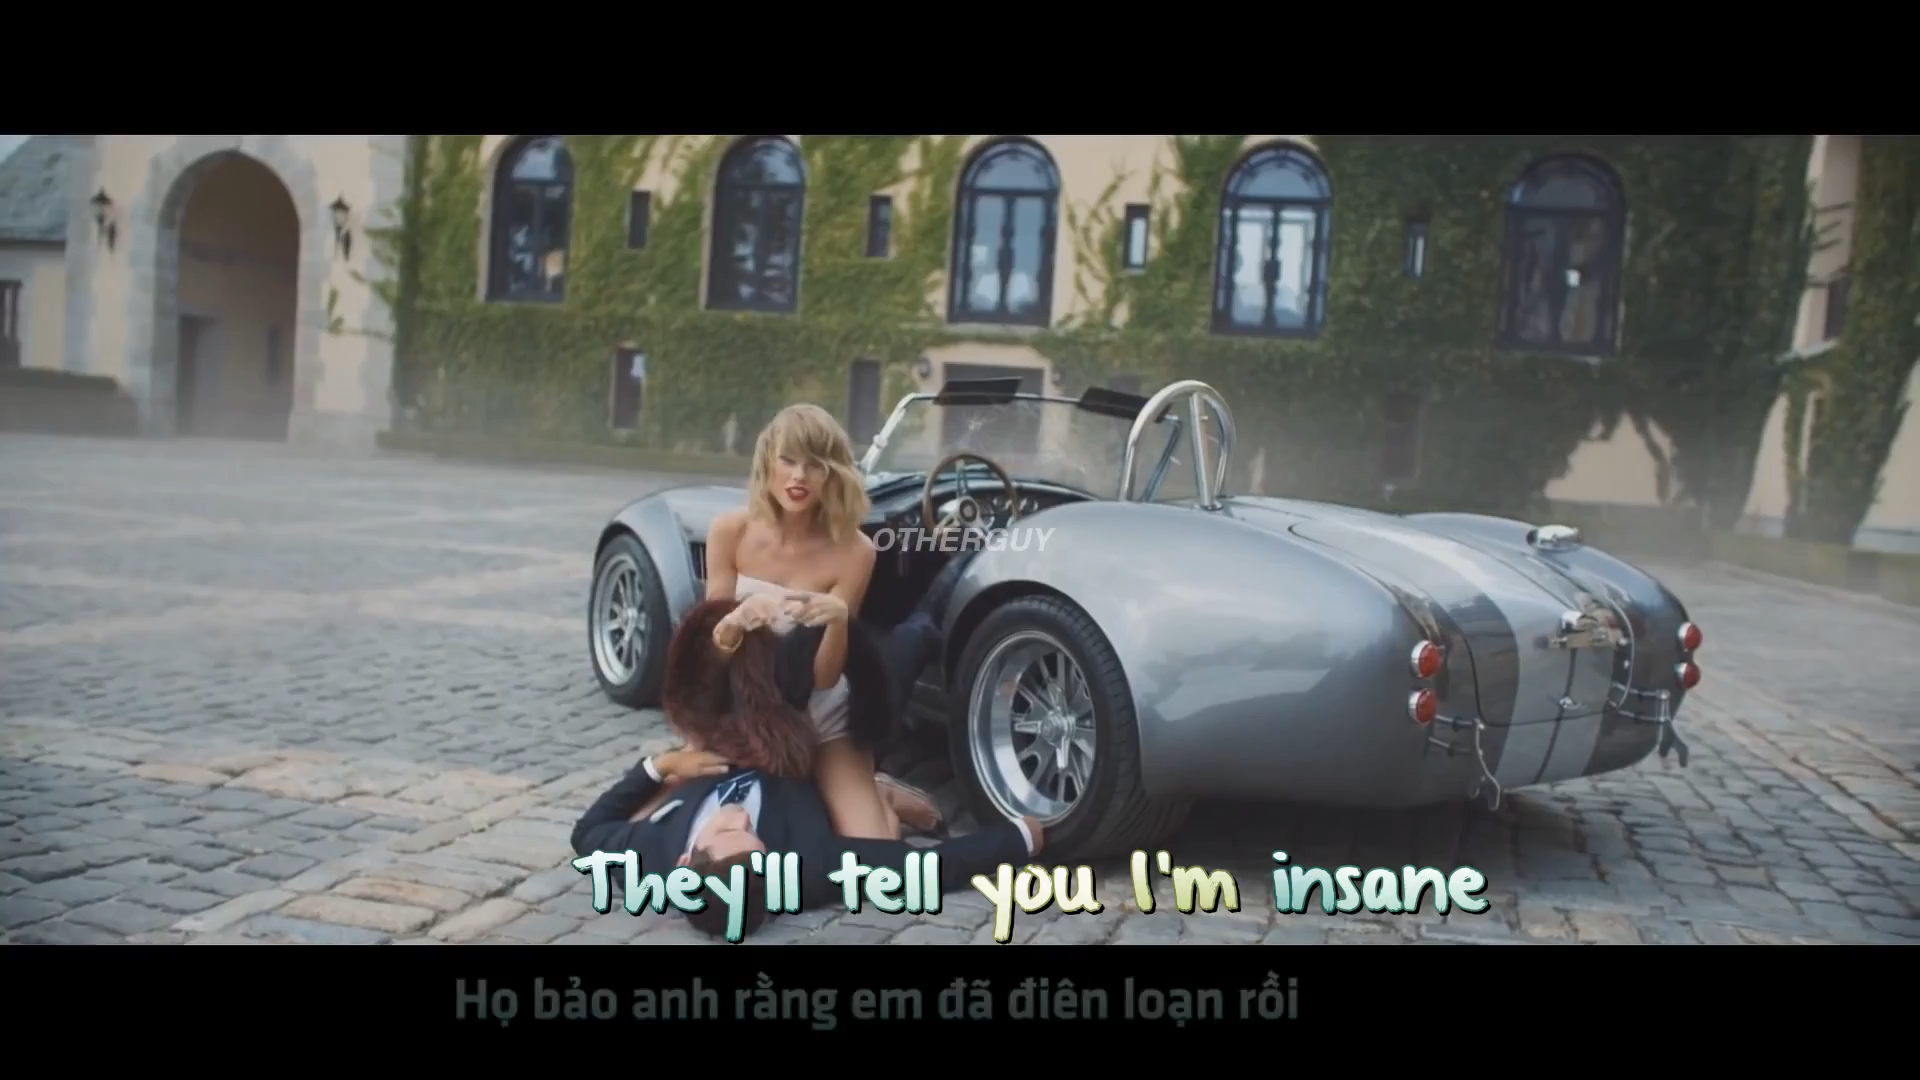 OTHERGUY
They'll tell you I'm insane
Họ bảo anh rằng em đã điên loạn rồi